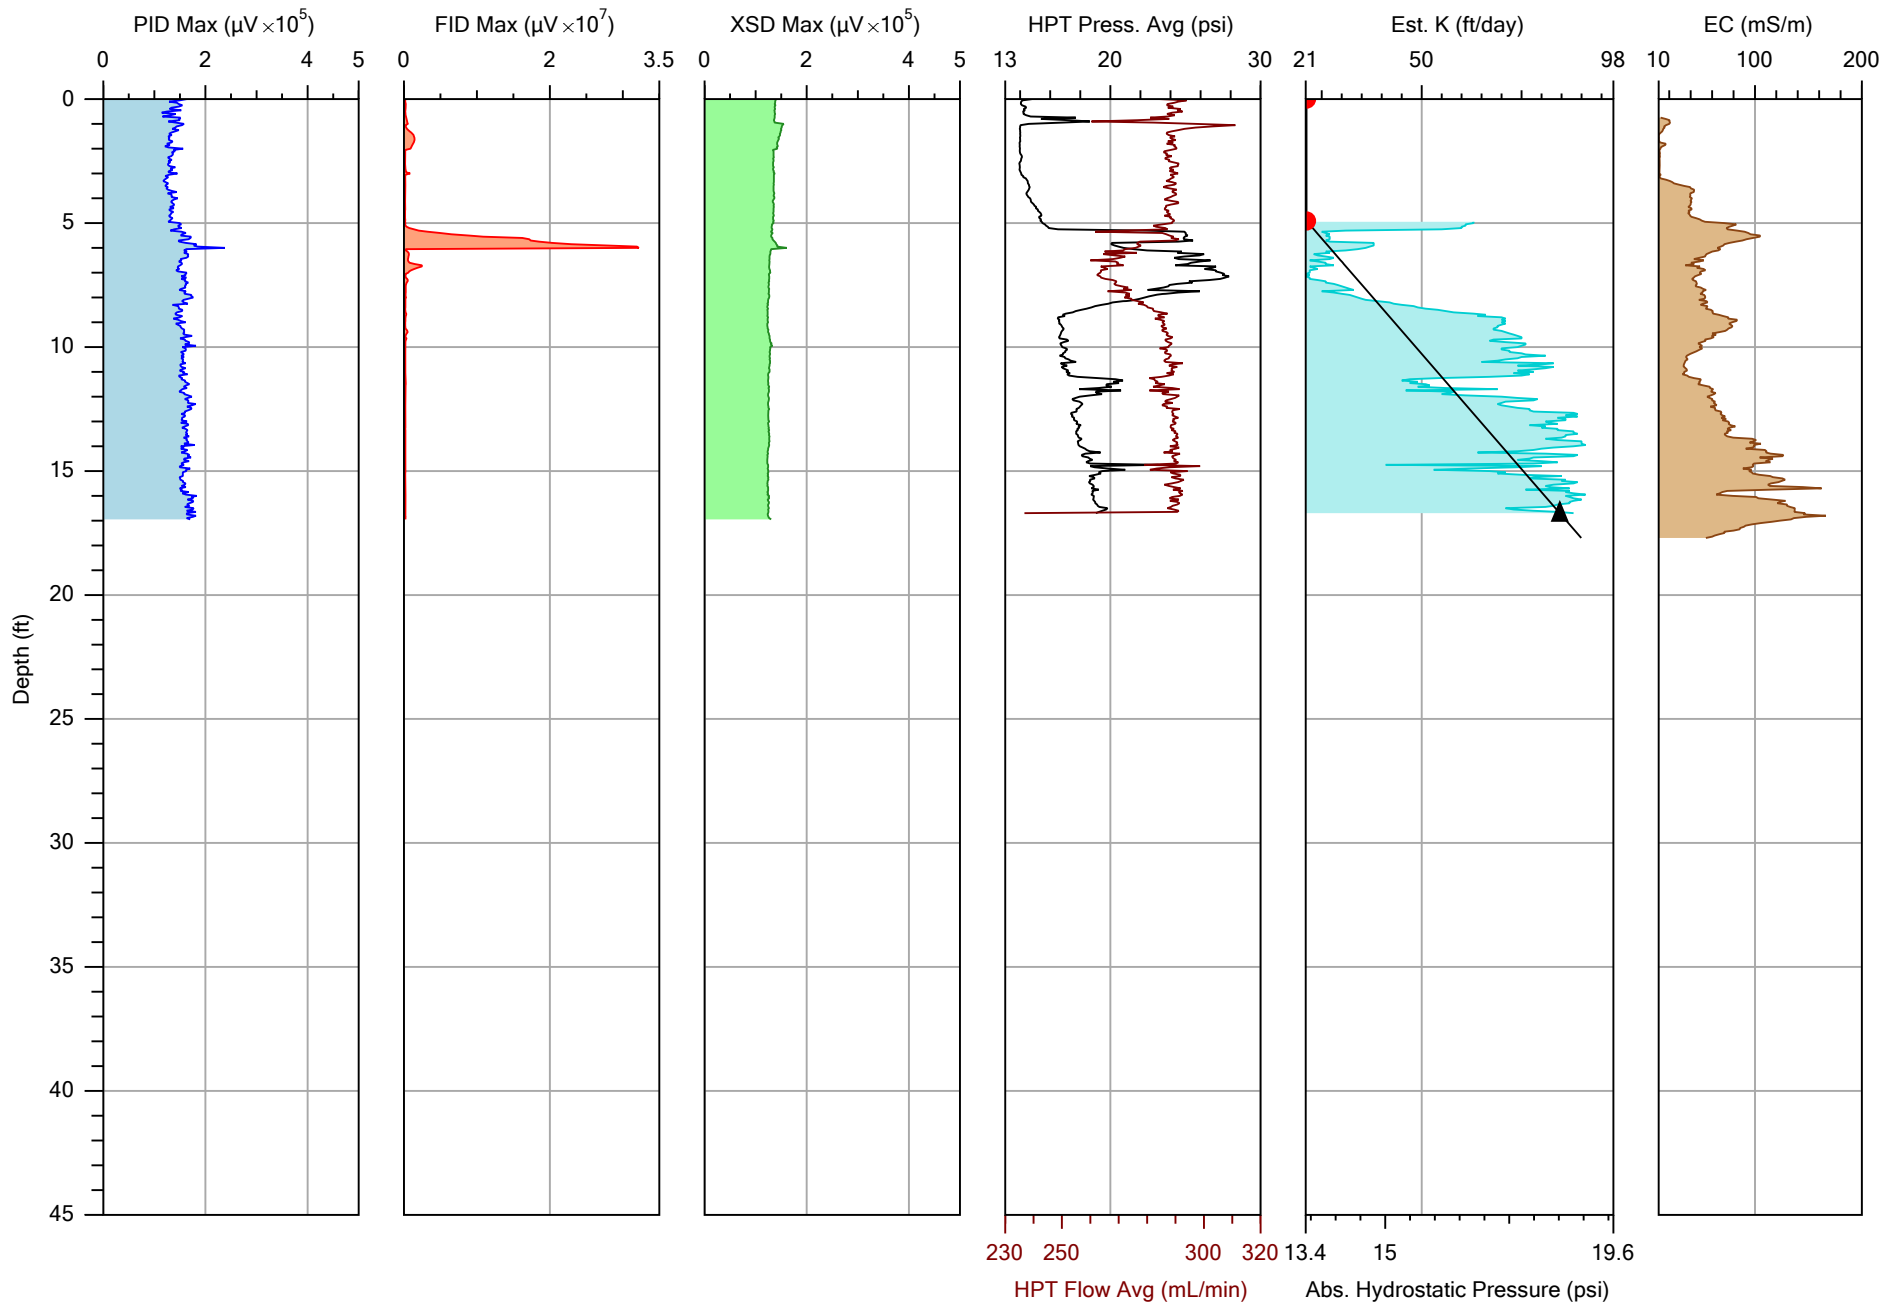 PID Max (µV ×10⁵)
FID Max (µV ×10⁷)
XSD Max (µV ×10⁵)
HPT Press. Avg (psi)
Est. K (ft/day)
EC (mS/m)
0 2 5
0 2 3.5
0 2 5
13 20 30
21 50 98
10 100 200
0
5
10
15
20
25
30
35
40
45
Depth (ft)
230 250 300 320
13.4 15 19.6
HPT Flow Avg (mL/min)
Abs. Hydrostatic Pressure (psi)